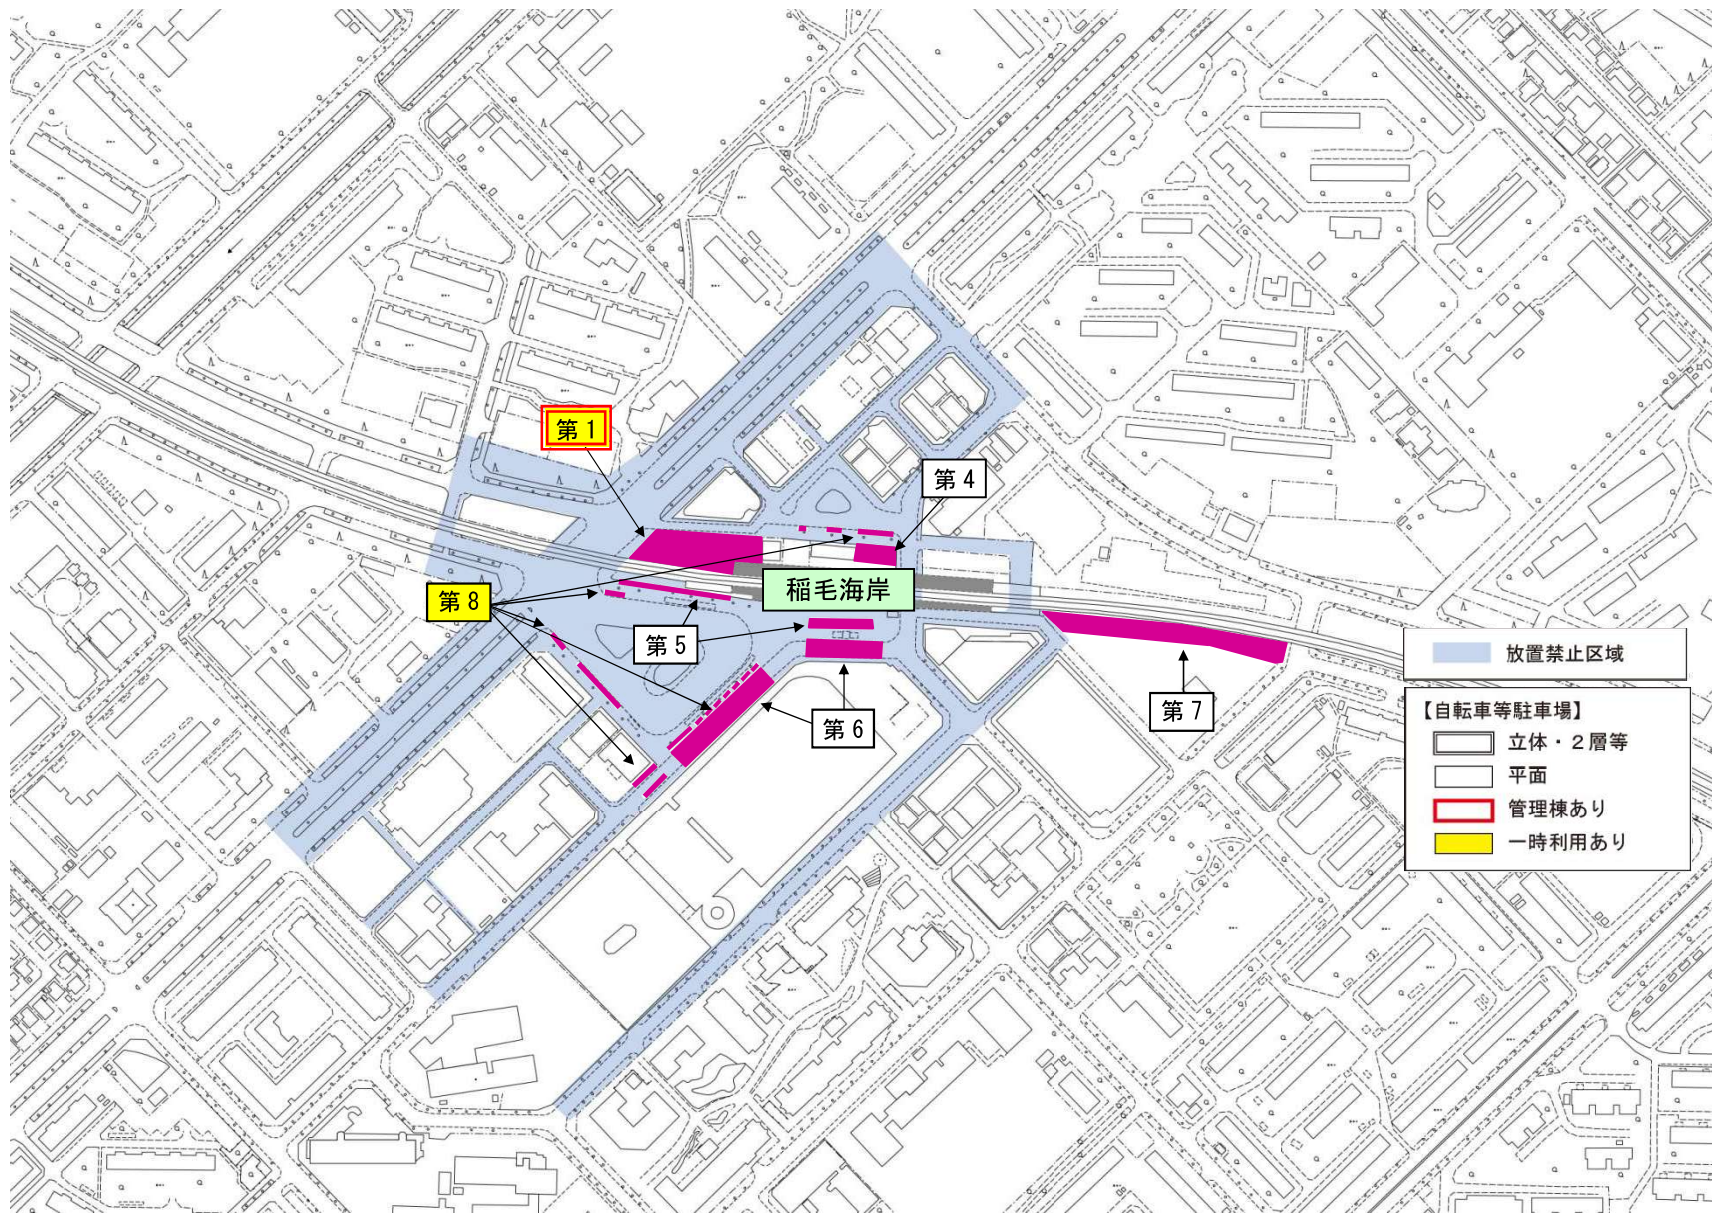 第1
第4
稲毛海岸
第8
第5
第6
第7
放置禁止区域
【自転車等駐車場】
立体・2層等
平面
管理棟あり
一時利用あり